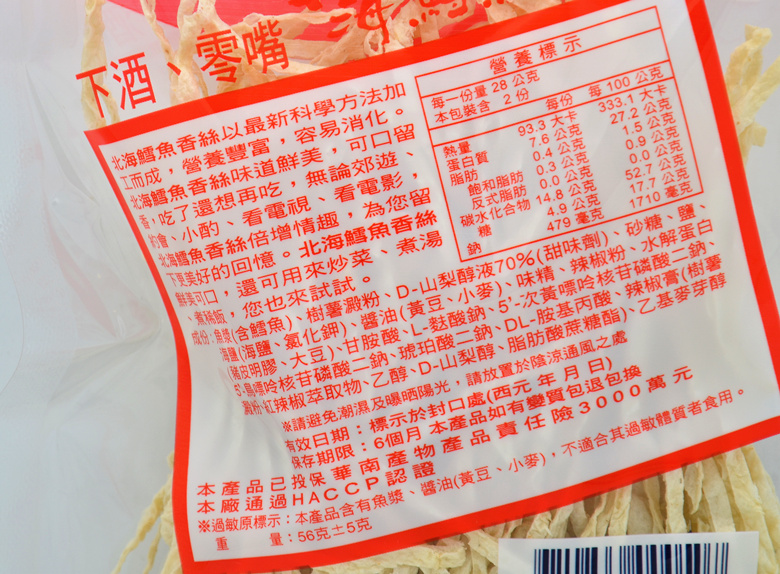 下酒、零嘴
北海鱈魚香絲以最新科學方法加
工而成，營養豐富，容易消化。
北海鱈魚香絲味道鮮美，可口留
香，吃了還想再吃，無論郊遊、
約會、小酌、看電視、看電影，
北海鱈魚香絲倍增情趣，為您留
下更美好的回憶。北海鱈魚香絲
鮮美可口，還可用來炒菜、煮湯
、煮稀飯，您也來試試。
營養標示
每一份量 28 公克
本包裝含 2 份
每份 每 100 公克
熱量 93.3 大卡 333.1 大卡
蛋白質 7.6 公克 27.2 公克
脂肪 0.4 公克 1.5 公克
飽和脂肪 0.3 公克 0.9 公克
反式脂肪 0.0 公克 0.0 公克
碳水化合物 14.8 公克 52.7 公克
糖 4.9 公克 17.7 公克
鈉 479 毫克 1710 毫克
成份:魚漿(含鱈魚)、樹薯澱粉、D-山梨醇液70%(甜味劑)、砂糖、鹽、
海鹽(海鹽、氯化鉀)、醬油(黃豆、小麥)、味精、辣椒粉、水解蛋白
(豬皮明膠、大豆)、甘胺酸、L-麩酸鈉、5'-次黃嘌呤核苷磷酸二鈉、
5'-鳥嘌呤核苷磷酸二鈉、琥珀酸二鈉、DL-胺基丙酸、辣椒膏(樹薯
澱粉、紅辣椒萃取物、乙醇、D-山梨醇、脂肪酸蔗糖酯)、乙基麥芽醇
※請避免潮濕及曝晒陽光，請放置於陰涼通風之處
有效日期：標示於封口處(西元 年 月 日)
保存期限：6個月 本產品如有變質包退包換
本產品已投保華南產物產品責任險3000萬元
本廠通過HACCP認證
※過敏原標示：本產品含有魚漿、醬油(黃豆、小麥)，不適合其過敏體質者食用。
重 量：56克±5克